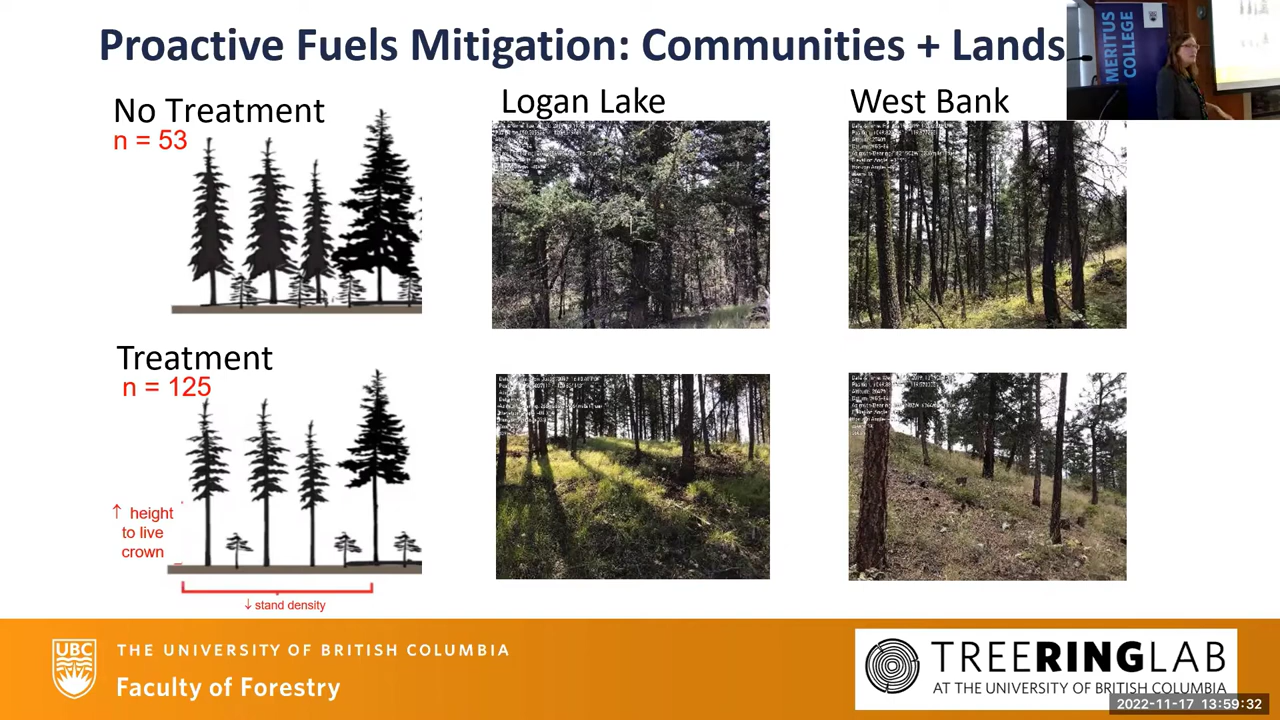 Proactive Fuels Mitigation: Communities + Lands
MERITUS
COLLEGE
No Treatment
n = 53
Logan Lake
West Bank
Treatment
n = 125
↑ height
to live
crown
↓ stand density
UBC
THE UNIVERSITY OF BRITISH COLUMBIA
Faculty of Forestry
TREERINGLAB
AT THE UNIVERSITY OF BRITISH COLUMBIA
2022-11-17 13:59:32